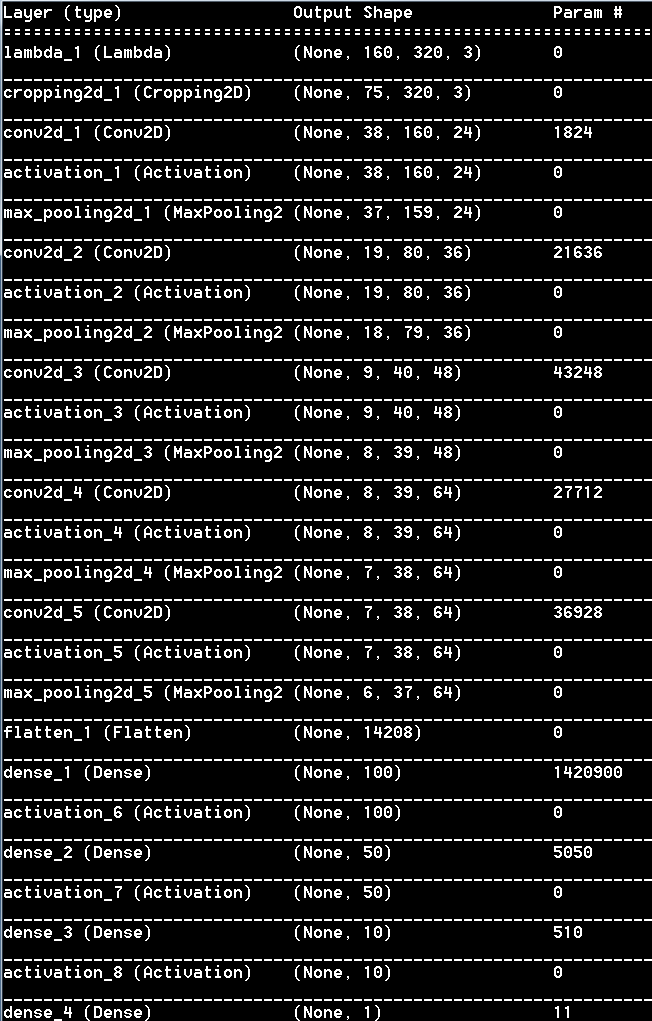 Layer (type) Output Shape Param #
lambda_1 (Lambda) (None, 160, 320, 3) 0
cropping2d_1 (Cropping2D) (None, 75, 320, 3) 0
conv2d_1 (Conv2D) (None, 38, 160, 24) 1824
activation_1 (Activation) (None, 38, 160, 24) 0
max_pooling2d_1 (MaxPooling2 (None, 37, 159, 24) 0
conv2d_2 (Conv2D) (None, 19, 80, 36) 21636
activation_2 (Activation) (None, 19, 80, 36) 0
max_pooling2d_2 (MaxPooling2 (None, 18, 79, 36) 0
conv2d_3 (Conv2D) (None, 9, 40, 48) 43248
activation_3 (Activation) (None, 9, 40, 48) 0
max_pooling2d_3 (MaxPooling2 (None, 8, 39, 48) 0
conv2d_4 (Conv2D) (None, 8, 39, 64) 27712
activation_4 (Activation) (None, 8, 39, 64) 0
max_pooling2d_4 (MaxPooling2 (None, 7, 38, 64) 0
conv2d_5 (Conv2D) (None, 7, 38, 64) 36928
activation_5 (Activation) (None, 7, 38, 64) 0
max_pooling2d_5 (MaxPooling2 (None, 6, 37, 64) 0
flatten_1 (Flatten) (None, 14208) 0
dense_1 (Dense) (None, 100) 1420900
activation_6 (Activation) (None, 100) 0
dense_2 (Dense) (None, 50) 5050
activation_7 (Activation) (None, 50) 0
dense_3 (Dense) (None, 10) 510
activation_8 (Activation) (None, 10) 0
dense_4 (Dense) (None, 1) 11